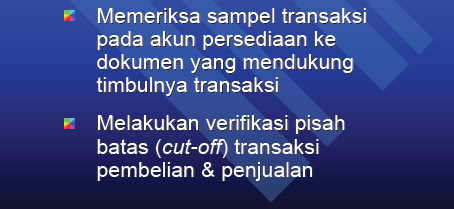 Memeriksa sampel transaksi
pada akun persediaan ke
dokumen yang mendukung
timbulnya transaksi
Melakukan verifikasi pisah
batas (cut-off) transaksi
pembelian & penjualan